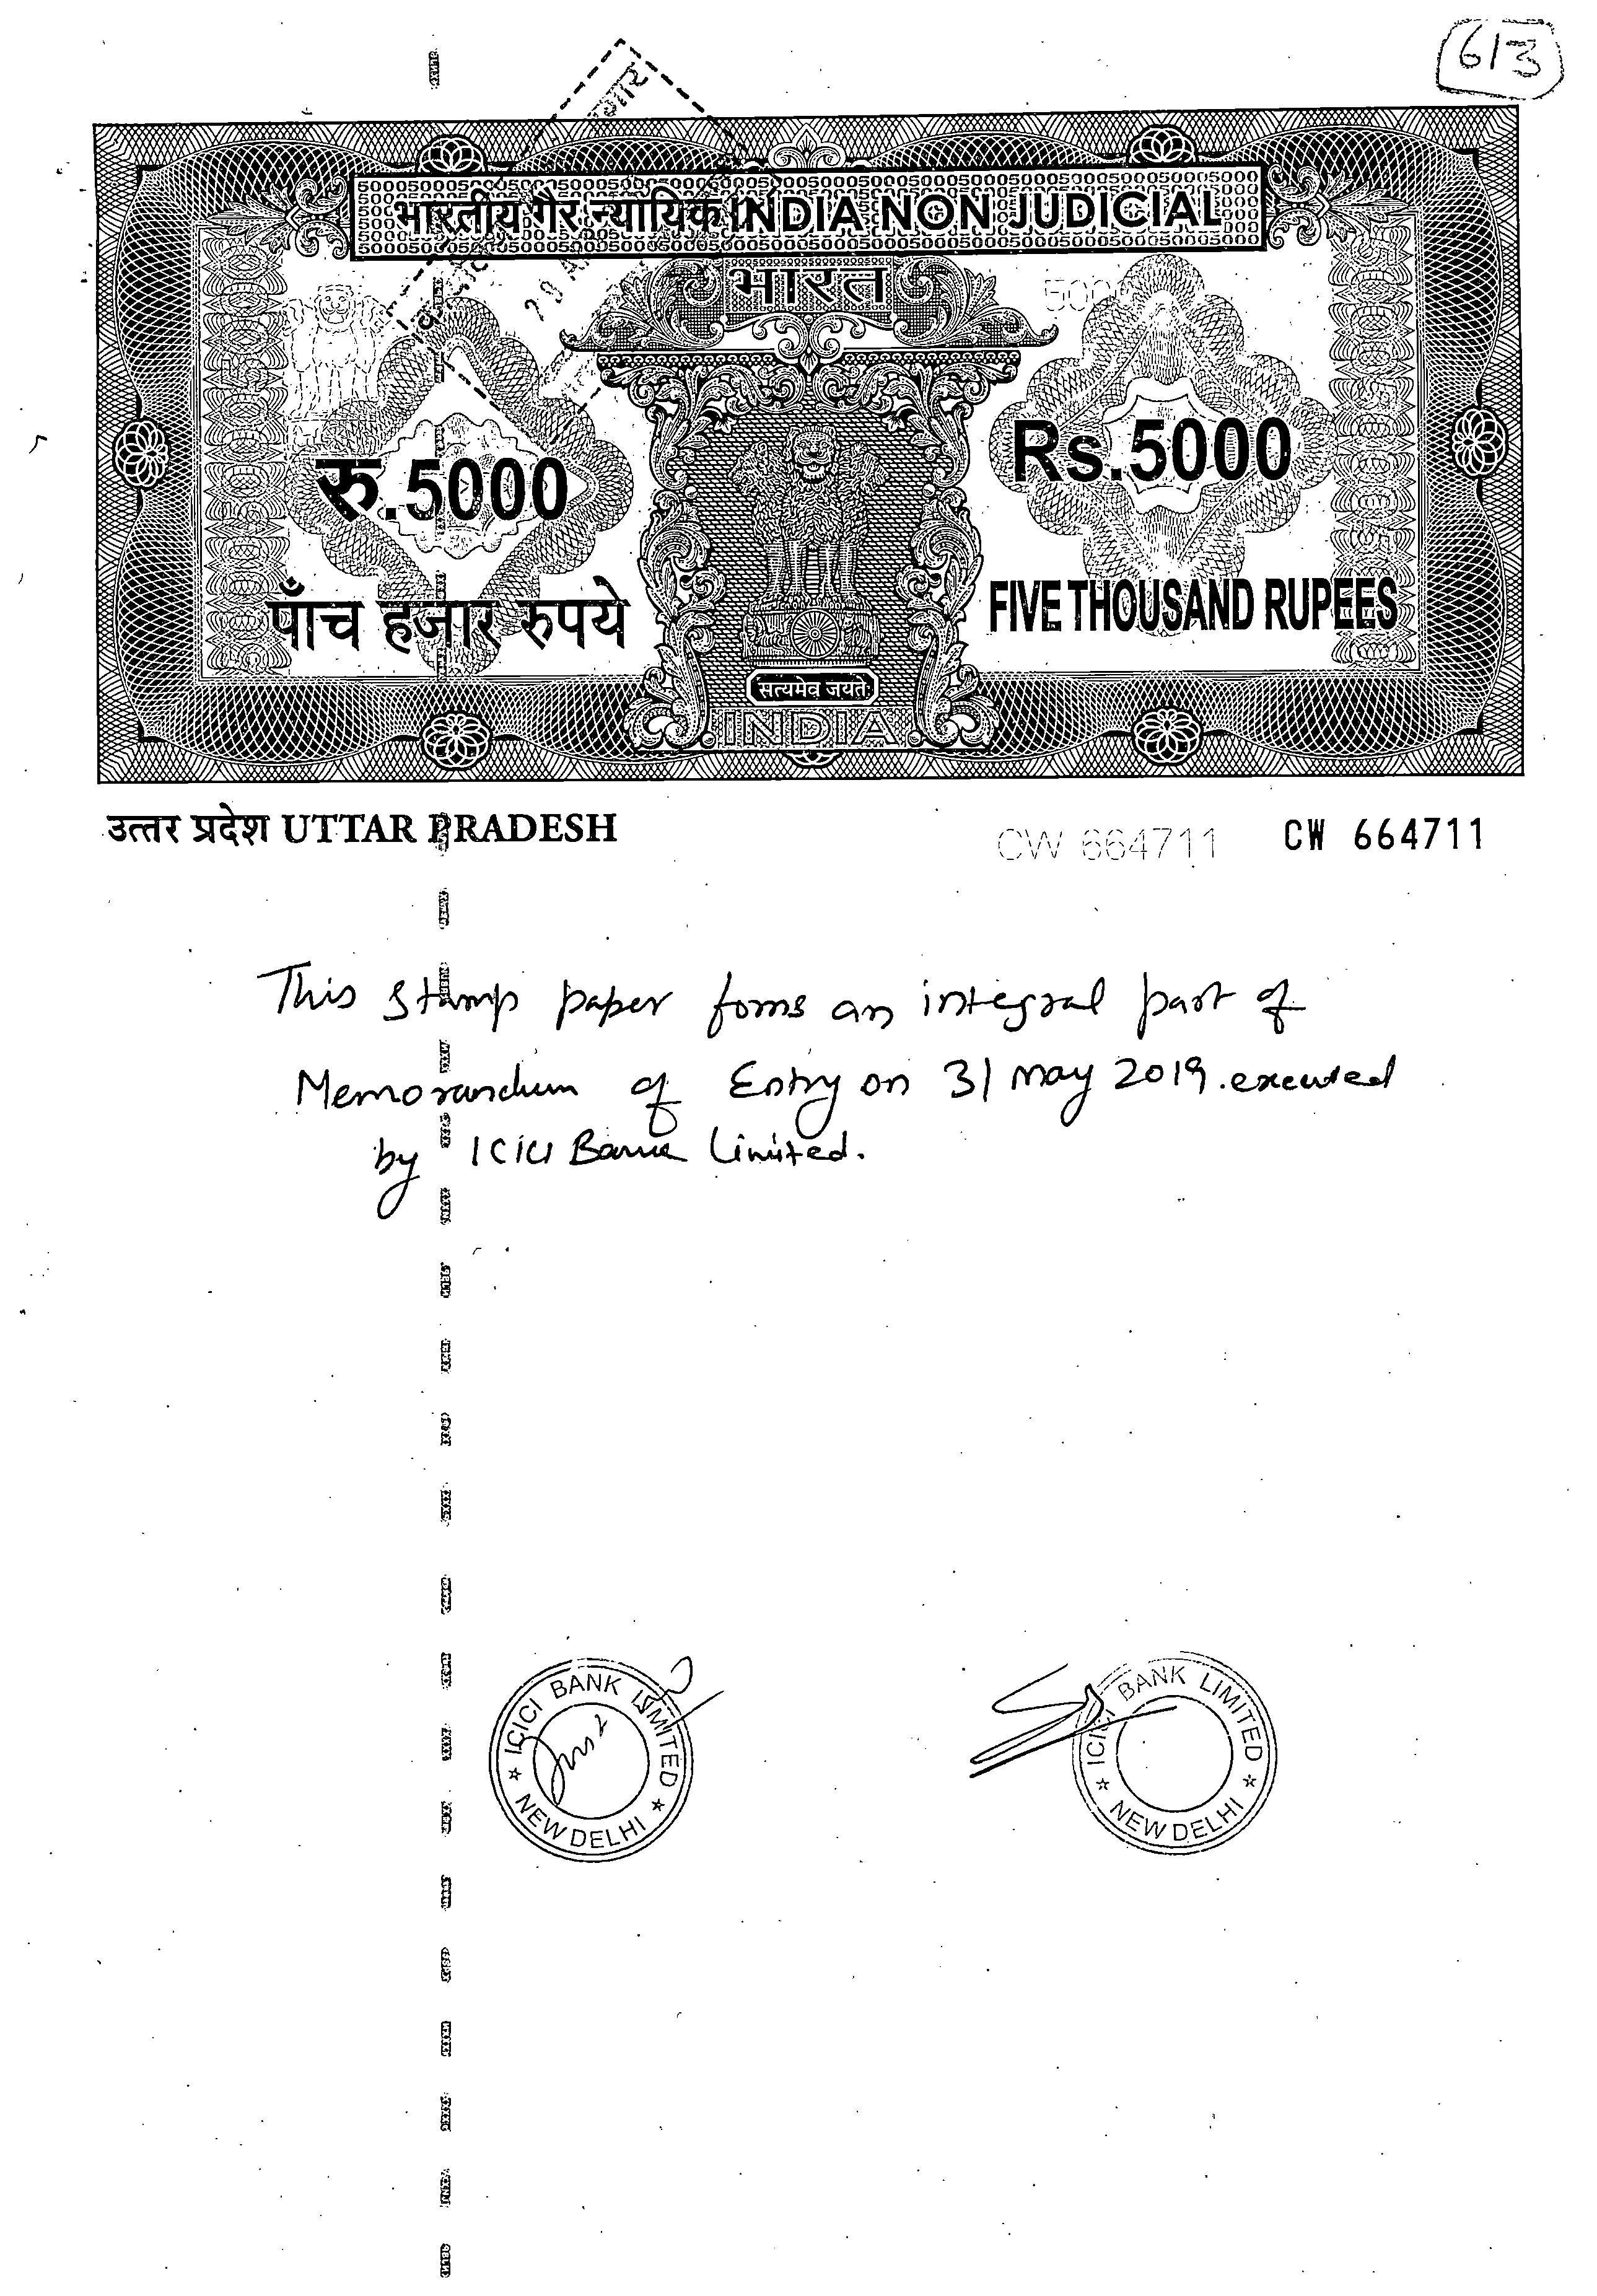 613
भारतीय गैर न्यायिक INDIA NON JUDICIAL
भारत
5000
रु.5000
Rs.5000
पाँच हजार रुपये
FIVE THOUSAND RUPEES
सत्यमेव जयते
INDIA
उत्तर प्रदेश UTTAR PRADESH
CW 664711
CW 664711
This stamp paper forms an integral part of
Memorandum of Entry on 31 May 2019. executed
by ICICI Bank Limited.
ICICI BANK LIMITED
NEW DELHI
ICICI BANK LIMITED
NEW DELHI